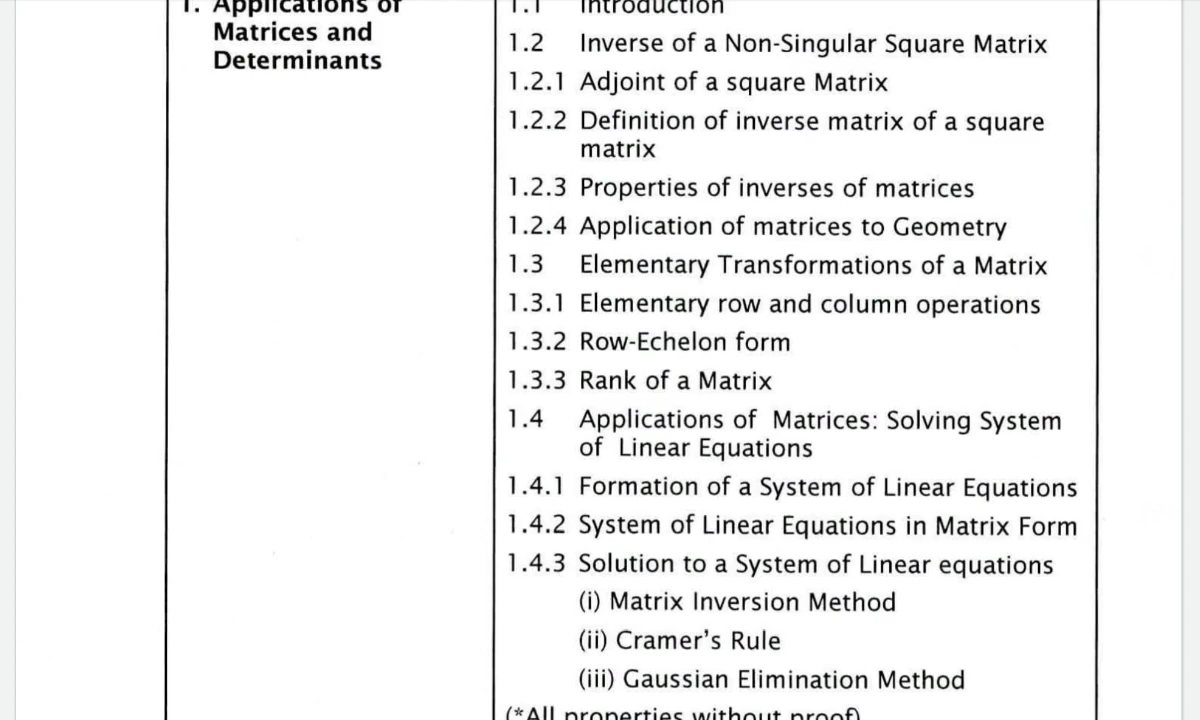 1. Applications of
Matrices and
Determinants
1.1 Introduction
1.2 Inverse of a Non-Singular Square Matrix
1.2.1 Adjoint of a square Matrix
1.2.2 Definition of inverse matrix of a square
matrix
1.2.3 Properties of inverses of matrices
1.2.4 Application of matrices to Geometry
1.3 Elementary Transformations of a Matrix
1.3.1 Elementary row and column operations
1.3.2 Row-Echelon form
1.3.3 Rank of a Matrix
1.4 Applications of Matrices: Solving System
of Linear Equations
1.4.1 Formation of a System of Linear Equations
1.4.2 System of Linear Equations in Matrix Form
1.4.3 Solution to a System of Linear equations
(i) Matrix Inversion Method
(ii) Cramer's Rule
(iii) Gaussian Elimination Method
(*All properties without proof)